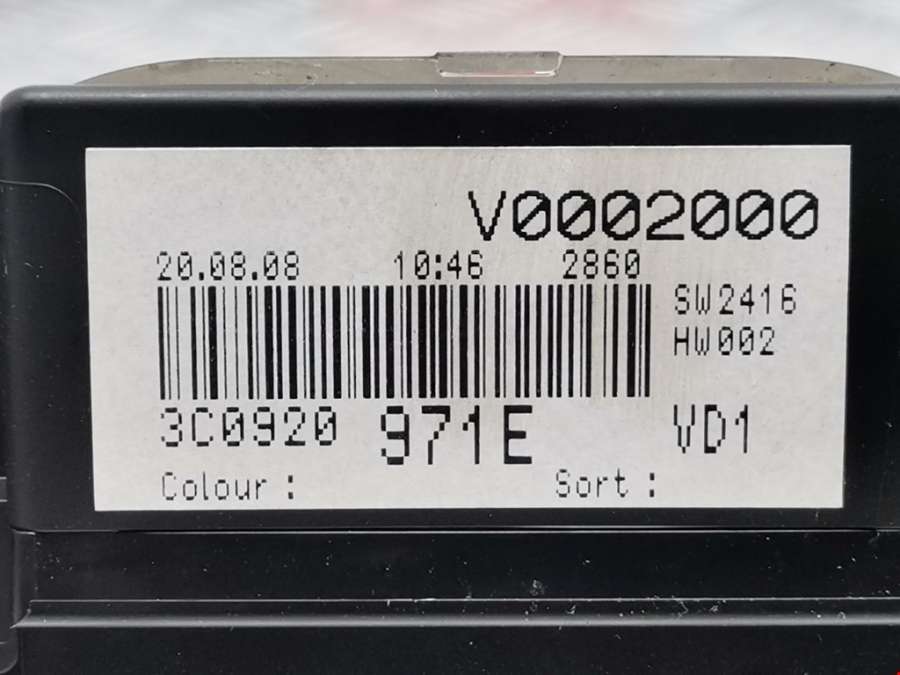 V0002000
20.08.08 10:46 2860
SW2416
HW002
3C0920 971E VD1
Colour : Sort :